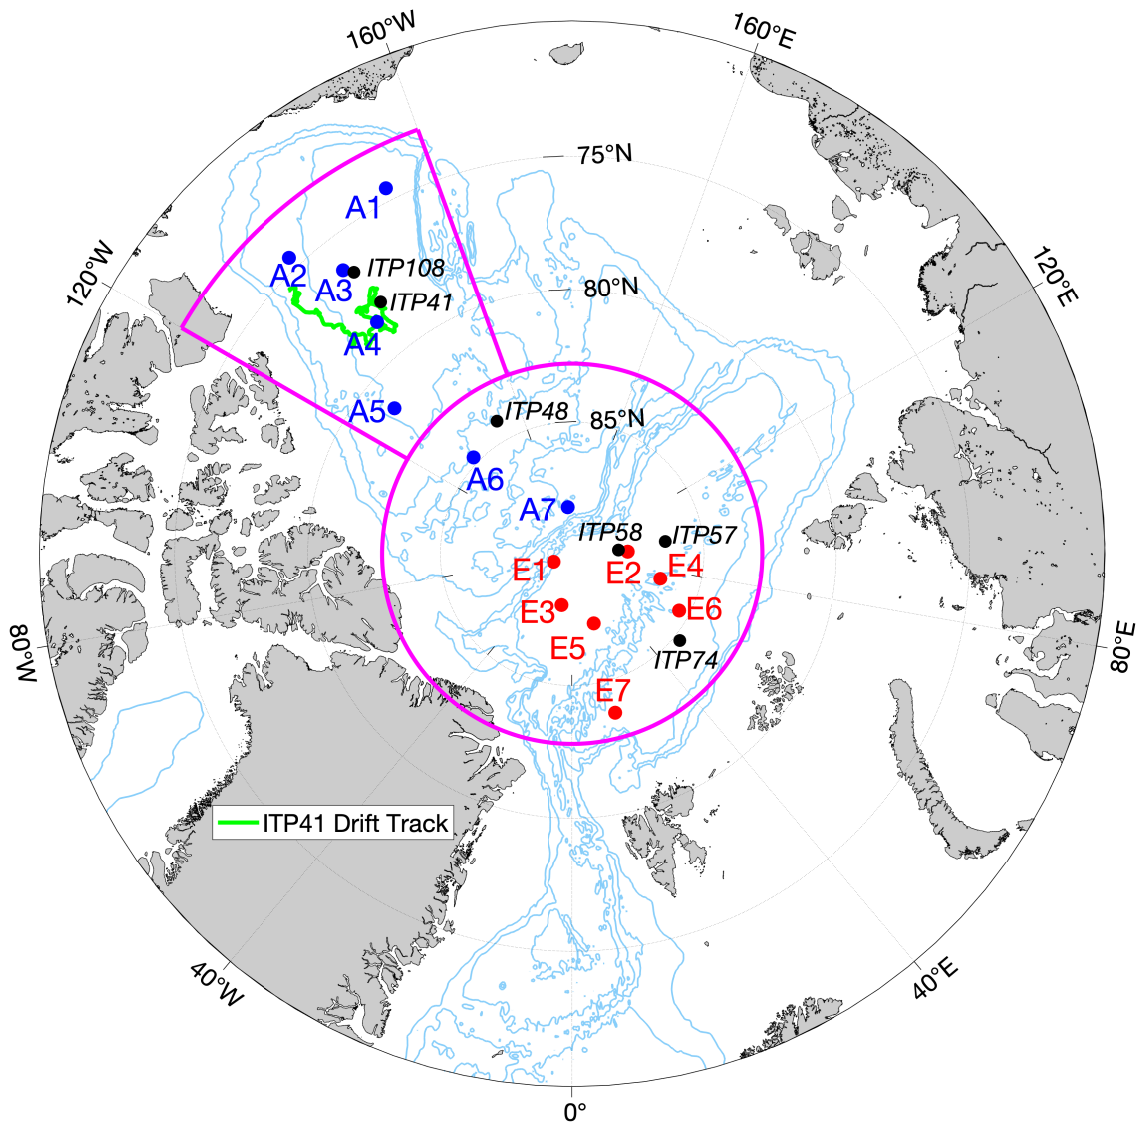 160°W
160°E
75°N
A1
120°W
A2
A3
ITP108
ITP41
80°N
120°E
A4
A5
ITP48
85°N
A6
A7
ITP58
ITP57
E1
E2
E4
E3
E6
E5
ITP74
80°W
80°E
E7
ITP41 Drift Track
40°W
40°E
0°